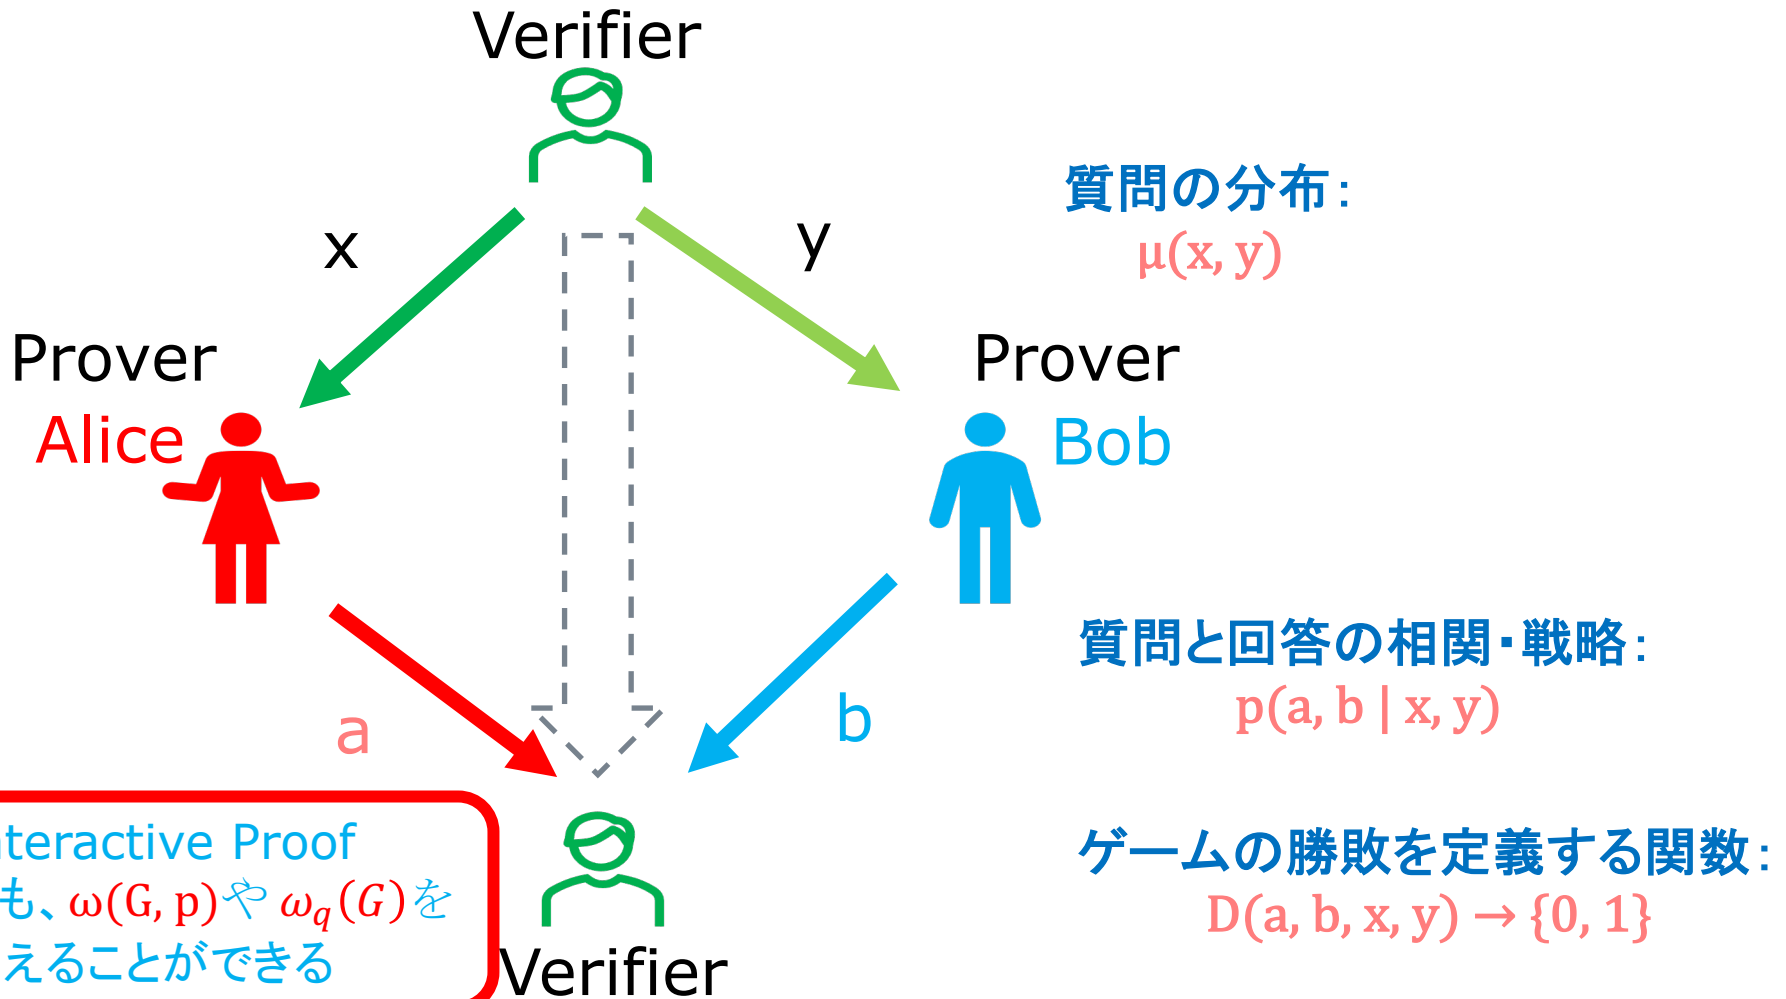 Verifier
x
y
質問の分布：
μ(x, y)
Prover
Alice
Prover
Bob
質問と回答の相関・戦略：
p(a, b | x, y)
a
b
teractive Proof
も、ω(G, p)や ω_q(G)を
えることができる
ゲームの勝敗を定義する関数：
D(a, b, x, y) → {0, 1}
Verifier